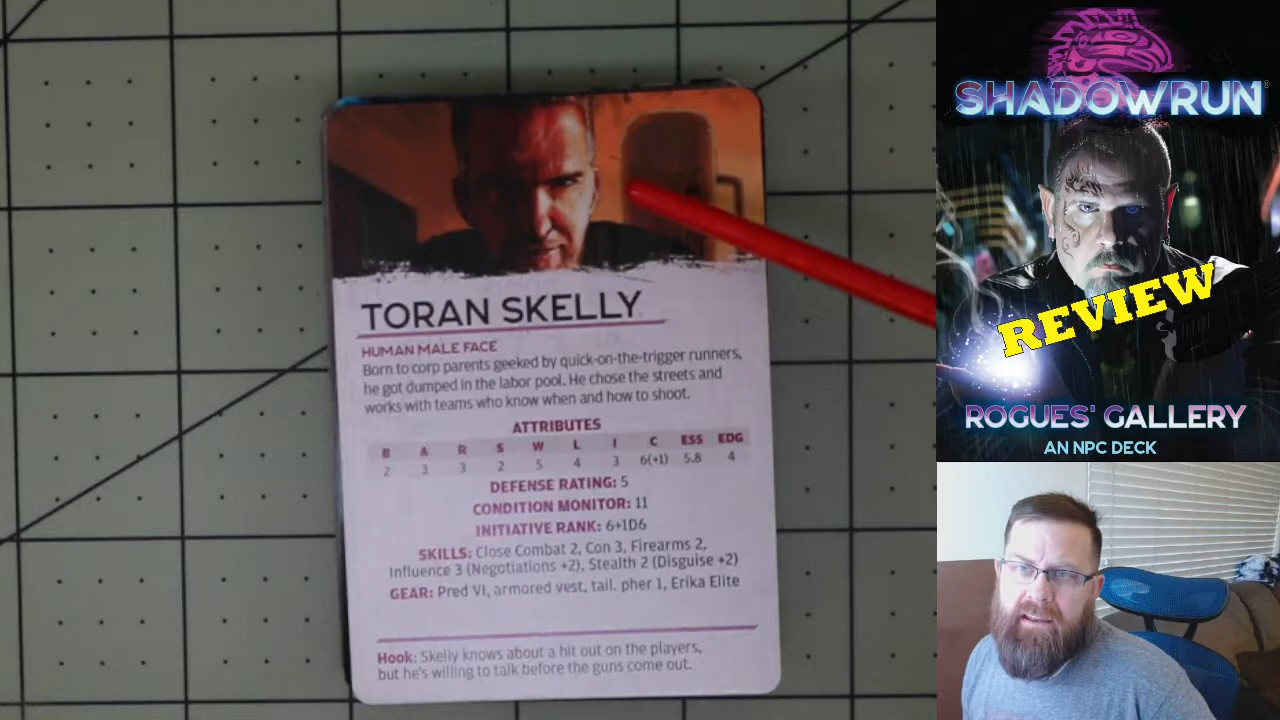 TORAN SKELLY
HUMAN MALE FACE
Born to corp parents geeked by quick-on-the-trigger runners,
he got dumped in the labor pool. He chose the streets and
works with teams who know when and how to shoot.
ATTRIBUTES
B A R S W L I C ESS EDG
2 3 3 2 5 4 3 6(+1) 5.8 4
DEFENSE RATING: 5
CONDITION MONITOR: 11
INITIATIVE RANK: 6+1D6
SKILLS: Close Combat 2, Con 3, Firearms 2,
Influence 3 (Negotiations +2), Stealth 2 (Disguise +2)
GEAR: Pred VI, armored vest, tail. pher 1, Erika Elite
Hook: Skelly knows about a hit out on the players,
but he's willing to talk before the guns come out.
SHADOWRUN®
REVIEW
ROGUES' GALLERY
AN NPC DECK